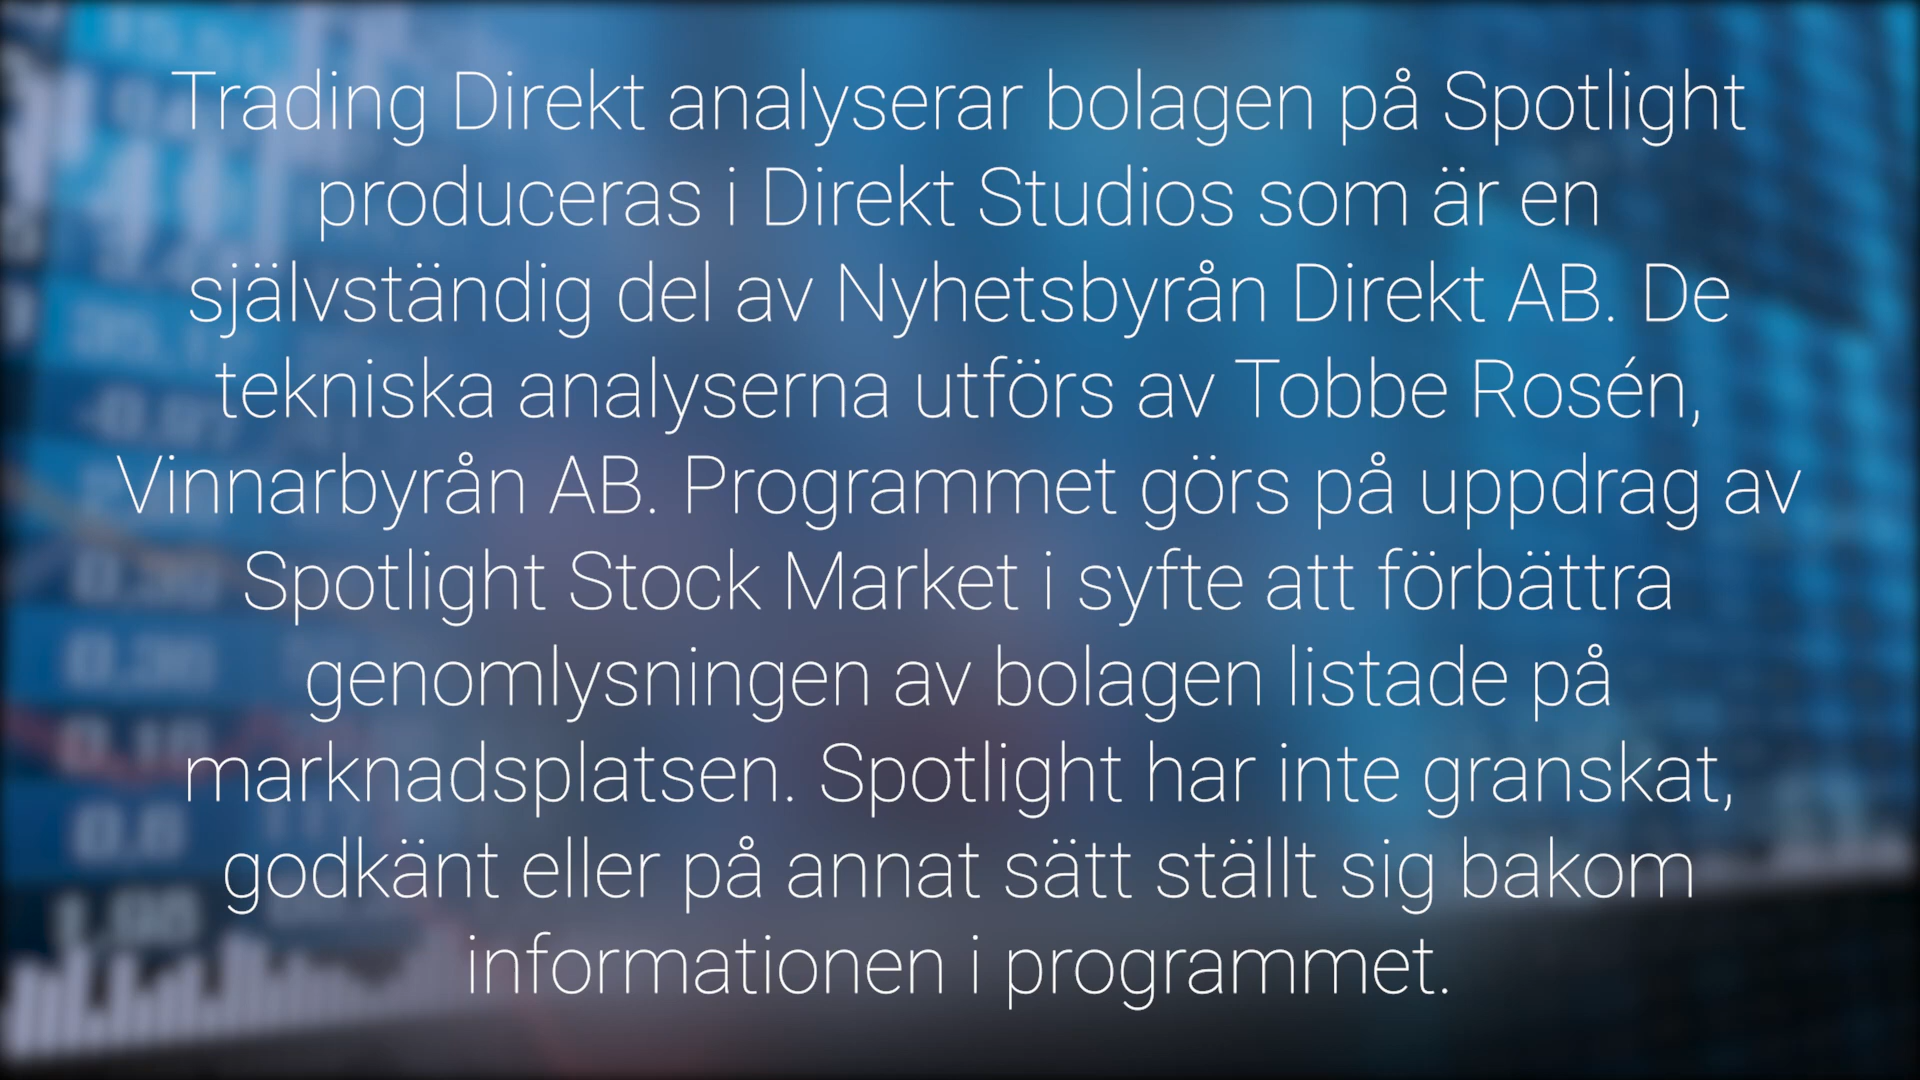 Trading Direkt analyserar bolagen på Spotlight
produceras i Direkt Studios som är en
självständig del av Nyhetsbyrån Direkt AB. De
tekniska analyserna utförs av Tobbe Rosén,
Vinnarbyrån AB. Programmet görs på uppdrag av
Spotlight Stock Market i syfte att förbättra
genomlysningen av bolagen listade på
marknadsplatsen. Spotlight har inte granskat,
godkänt eller på annat sätt ställt sig bakom
informationen i programmet.